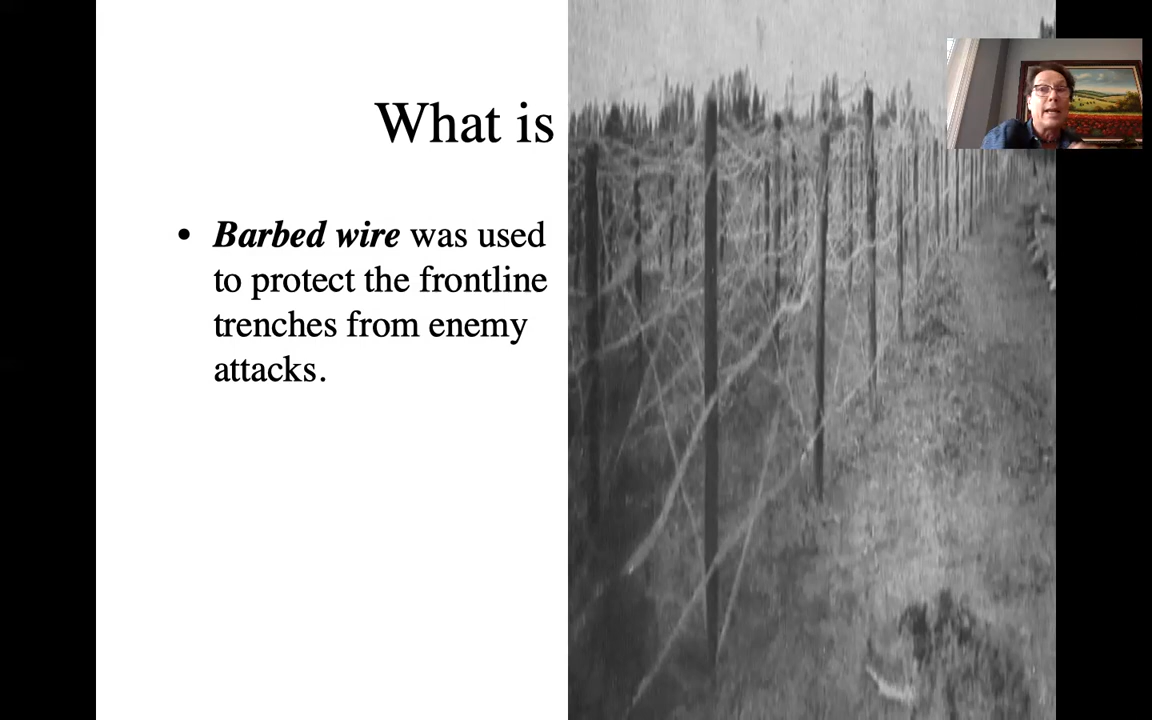 What is
• Barbed wire was used
to protect the frontline
trenches from enemy
attacks.